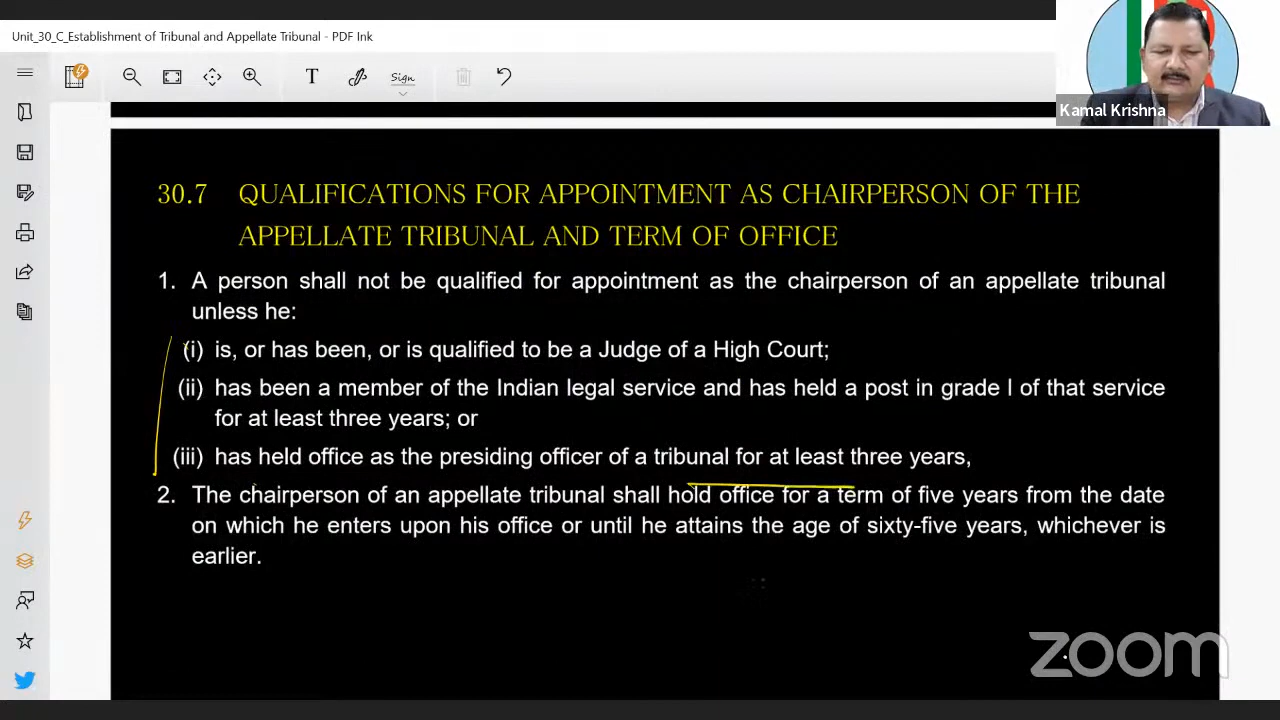 Unit_30_C_Establishment of Tribunal and Appellate Tribunal - PDF Ink
T
Sign
Kamal Krishna
30.7 QUALIFICATIONS FOR APPOINTMENT AS CHAIRPERSON OF THE
APPELLATE TRIBUNAL AND TERM OF OFFICE
1. A person shall not be qualified for appointment as the chairperson of an appellate tribunal
unless he:
(i) is, or has been, or is qualified to be a Judge of a High Court;
(ii) has been a member of the Indian legal service and has held a post in grade I of that service
for at least three years; or
(iii) has held office as the presiding officer of a tribunal for at least three years,
2. The chairperson of an appellate tribunal shall hold office for a term of five years from the date
on which he enters upon his office or until he attains the age of sixty-five years, whichever is
earlier.
zoom